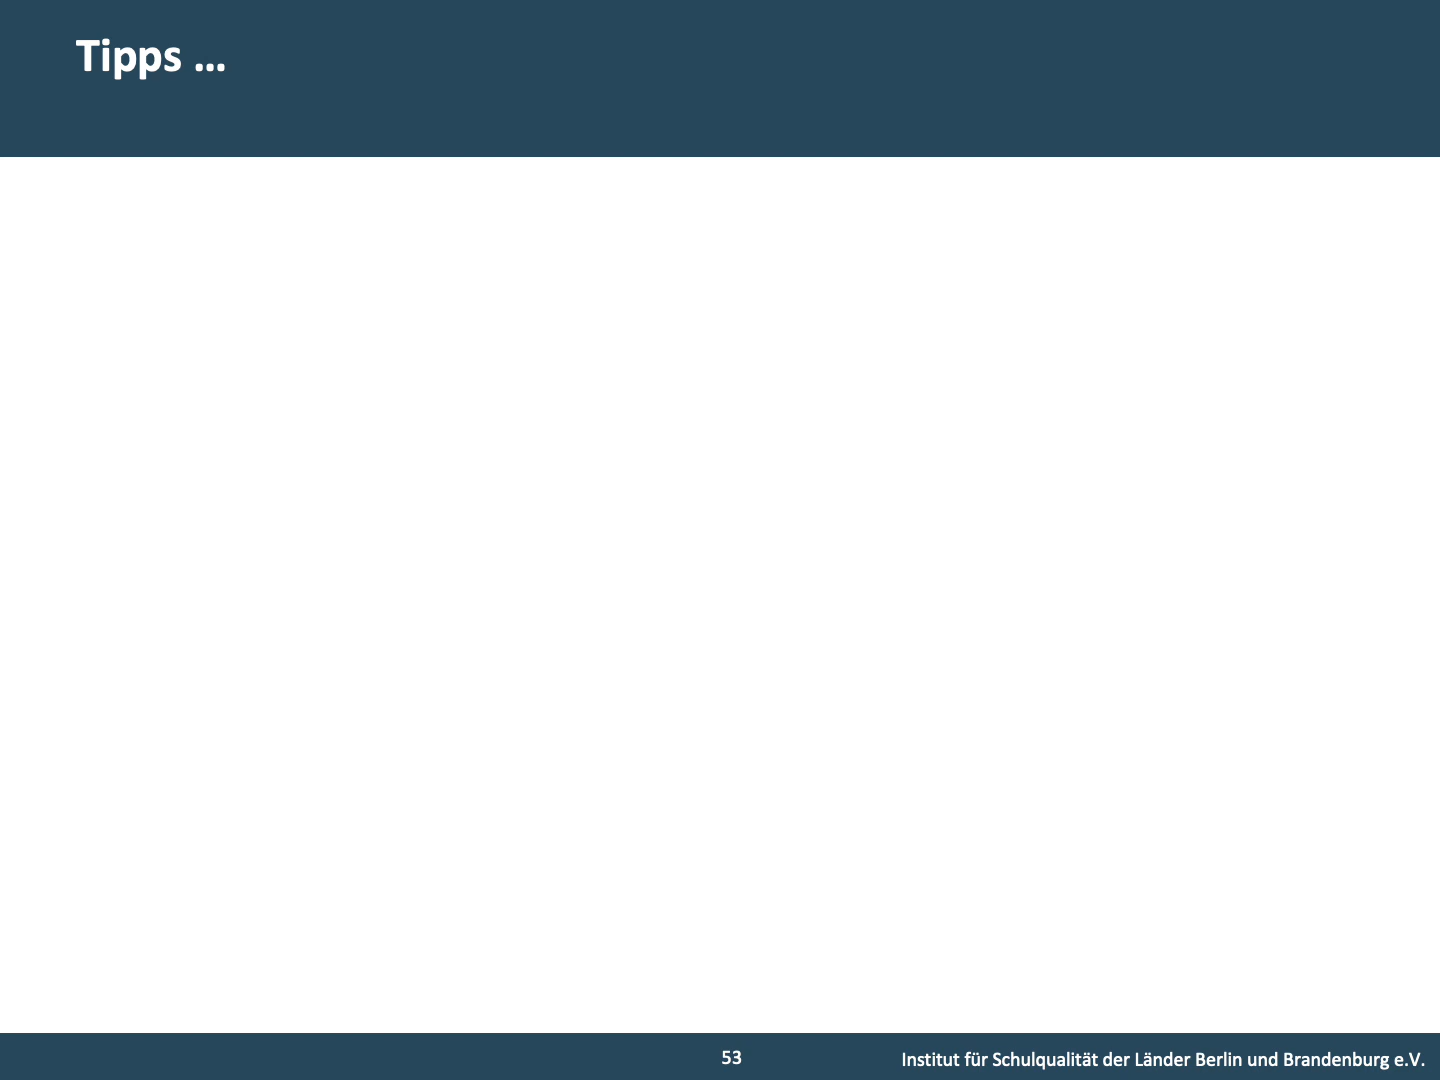 Tipps …
53
Institut für Schulqualität der Länder Berlin und Brandenburg e.V.